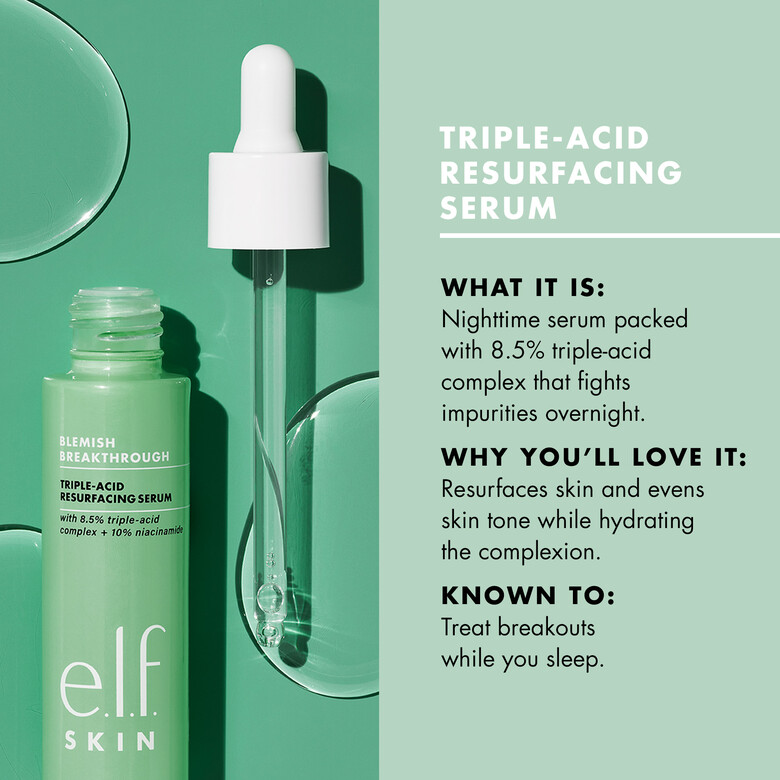 BLEMISH
BREAKTHROUGH
TRIPLE-ACID
RESURFACING SERUM
with 8.5% triple-acid
complex + 10% niacinamide
e.l.f.
SKIN
TRIPLE-ACID
RESURFACING
SERUM
WHAT IT IS:
Nighttime serum packed
with 8.5% triple-acid
complex that fights
impurities overnight.
WHY YOU'LL LOVE IT:
Resurfaces skin and evens
skin tone while hydrating
the complexion.
KNOWN TO:
Treat breakouts
while you sleep.